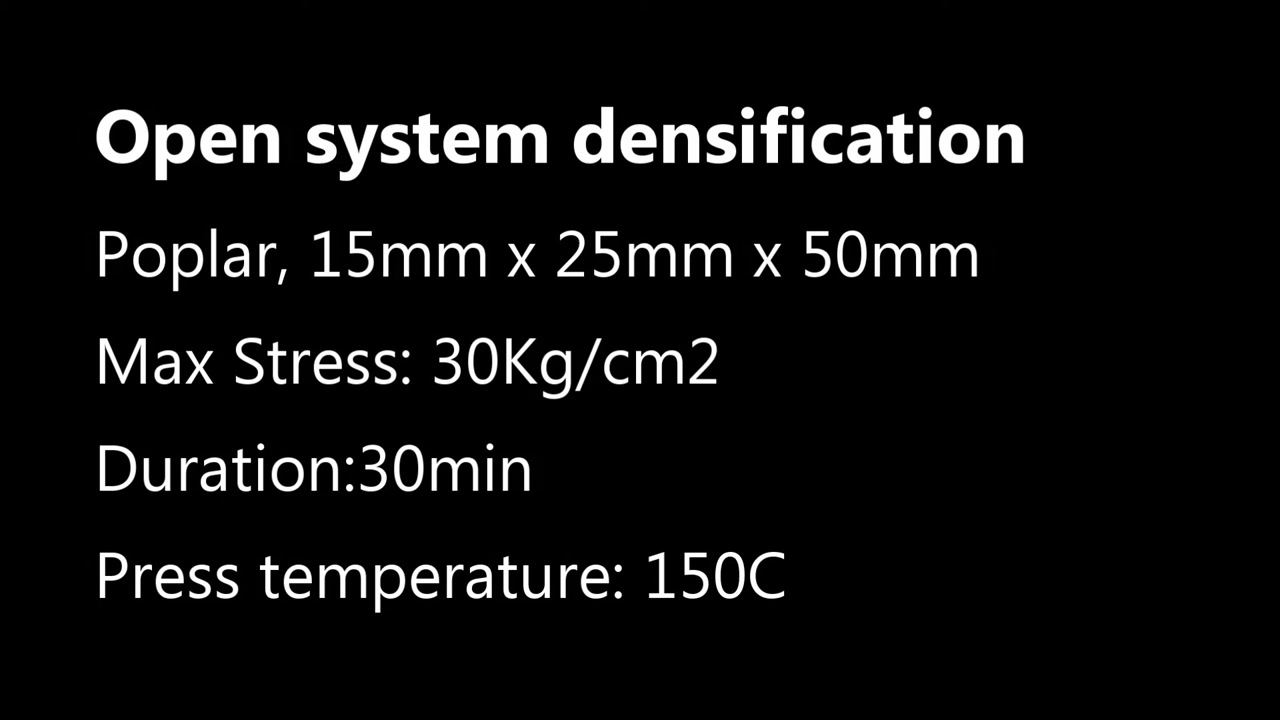 Open system densification
Poplar, 15mm x 25mm x 50mm
Max Stress: 30Kg/cm2
Duration:30min
Press temperature: 150C